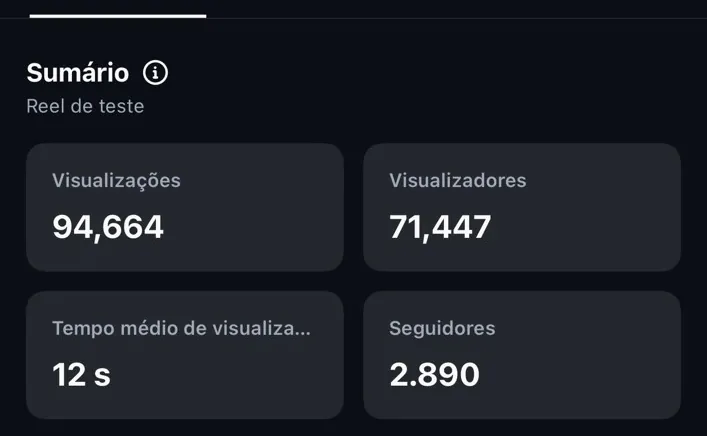 Sumário
Reel de teste
Visualizações
Visualizadores
94,664
71,447
Tempo médio de visualiza...
Seguidores
12 s
2.890